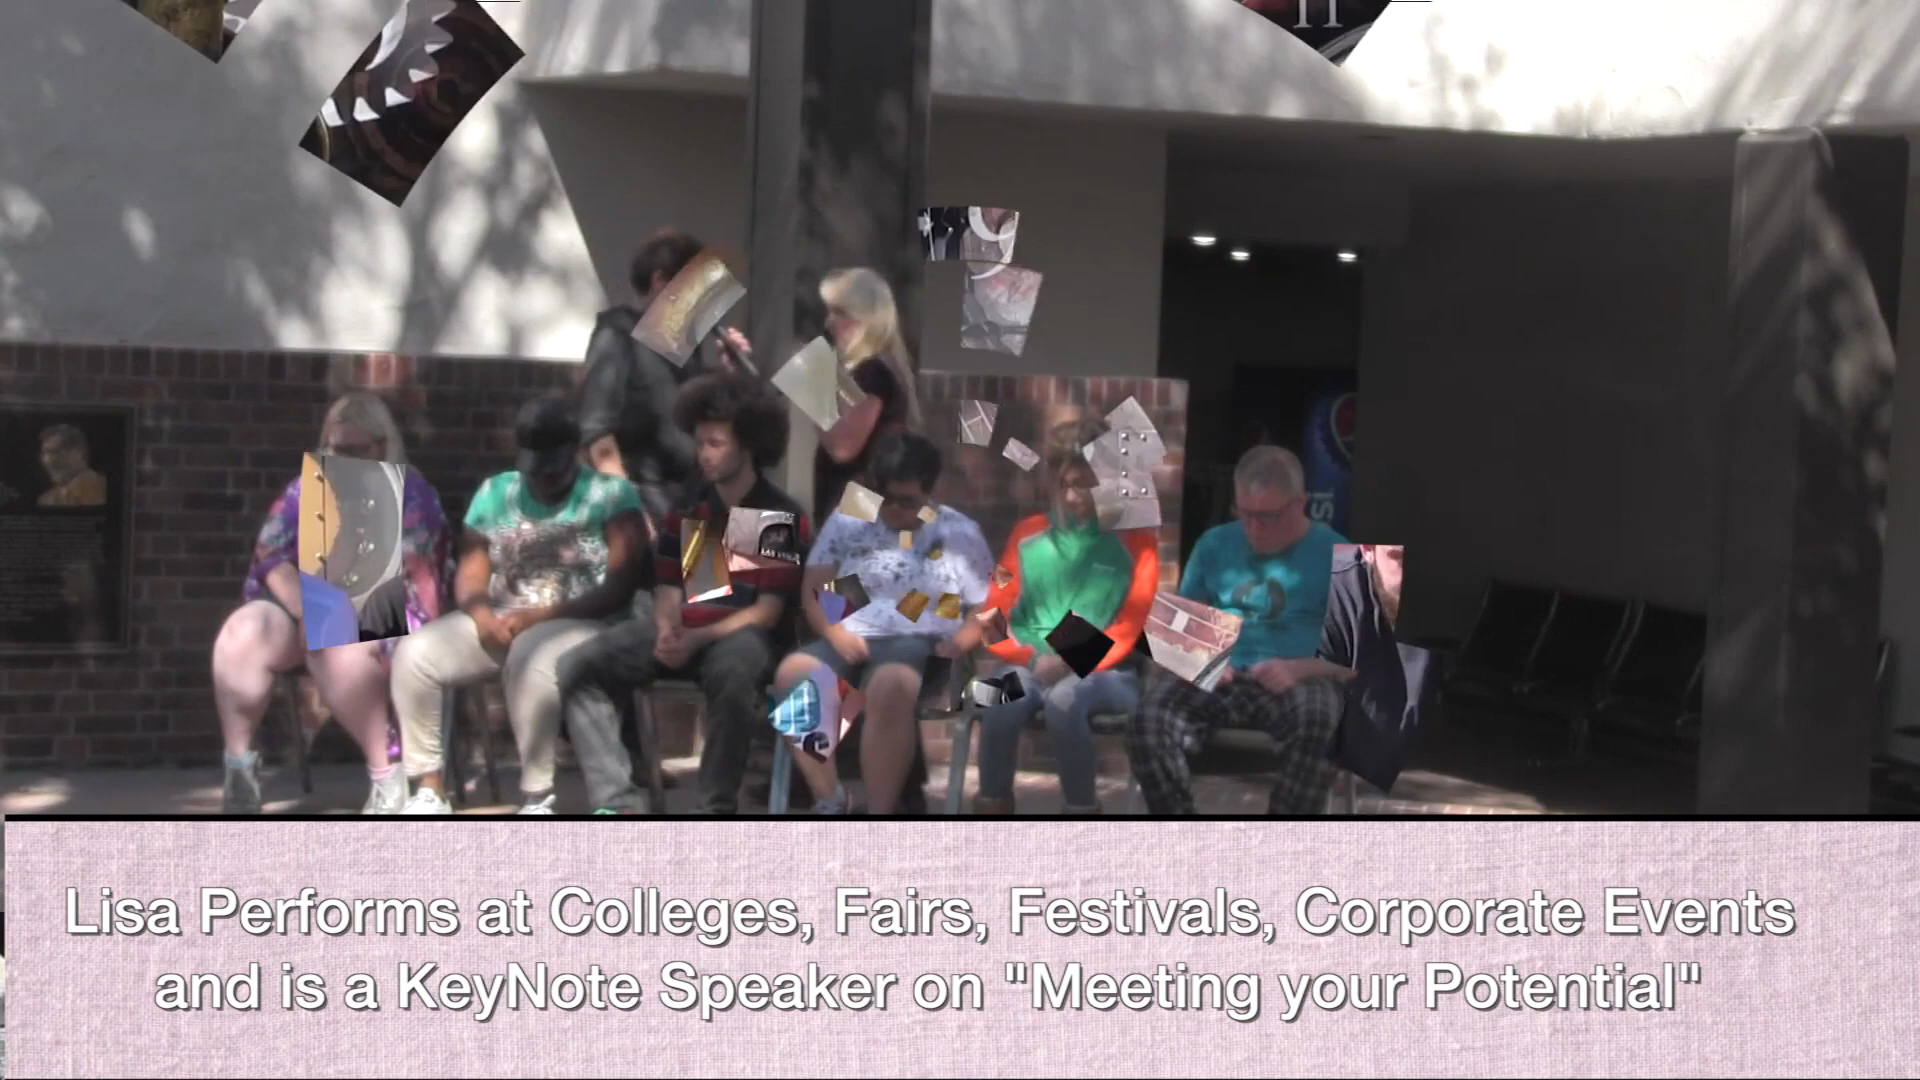 Lisa Performs at Colleges, Fairs, Festivals, Corporate Events
and is a KeyNote Speaker on "Meeting your Potential"